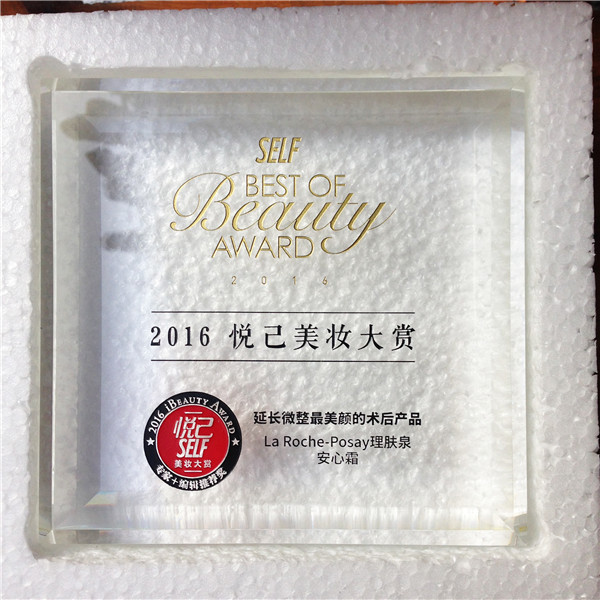 SELF
BEST OF
Beauty
AWARD
2016
2016 悦己美妆大赏
延长微整最美颜的术后产品
La Roche-Posay理肤泉
安心霜
2016 iBEAUTY AWARD
悦己
SELF
美妆大赏